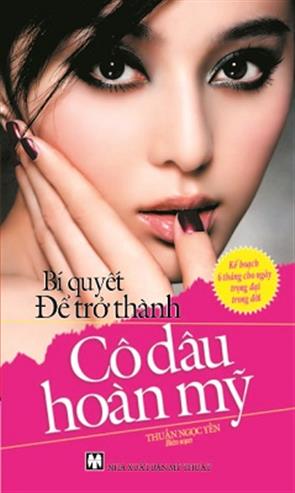 Bí quyết
Để trở thành
Kế hoạch
6 tháng cho ngày
trọng đại
trong đời
Cô dâu
hoàn mỹ
THUẦN NGỌC YẾN
Biên soạn
NHÀ XUẤT BẢN MỸ THUẬT